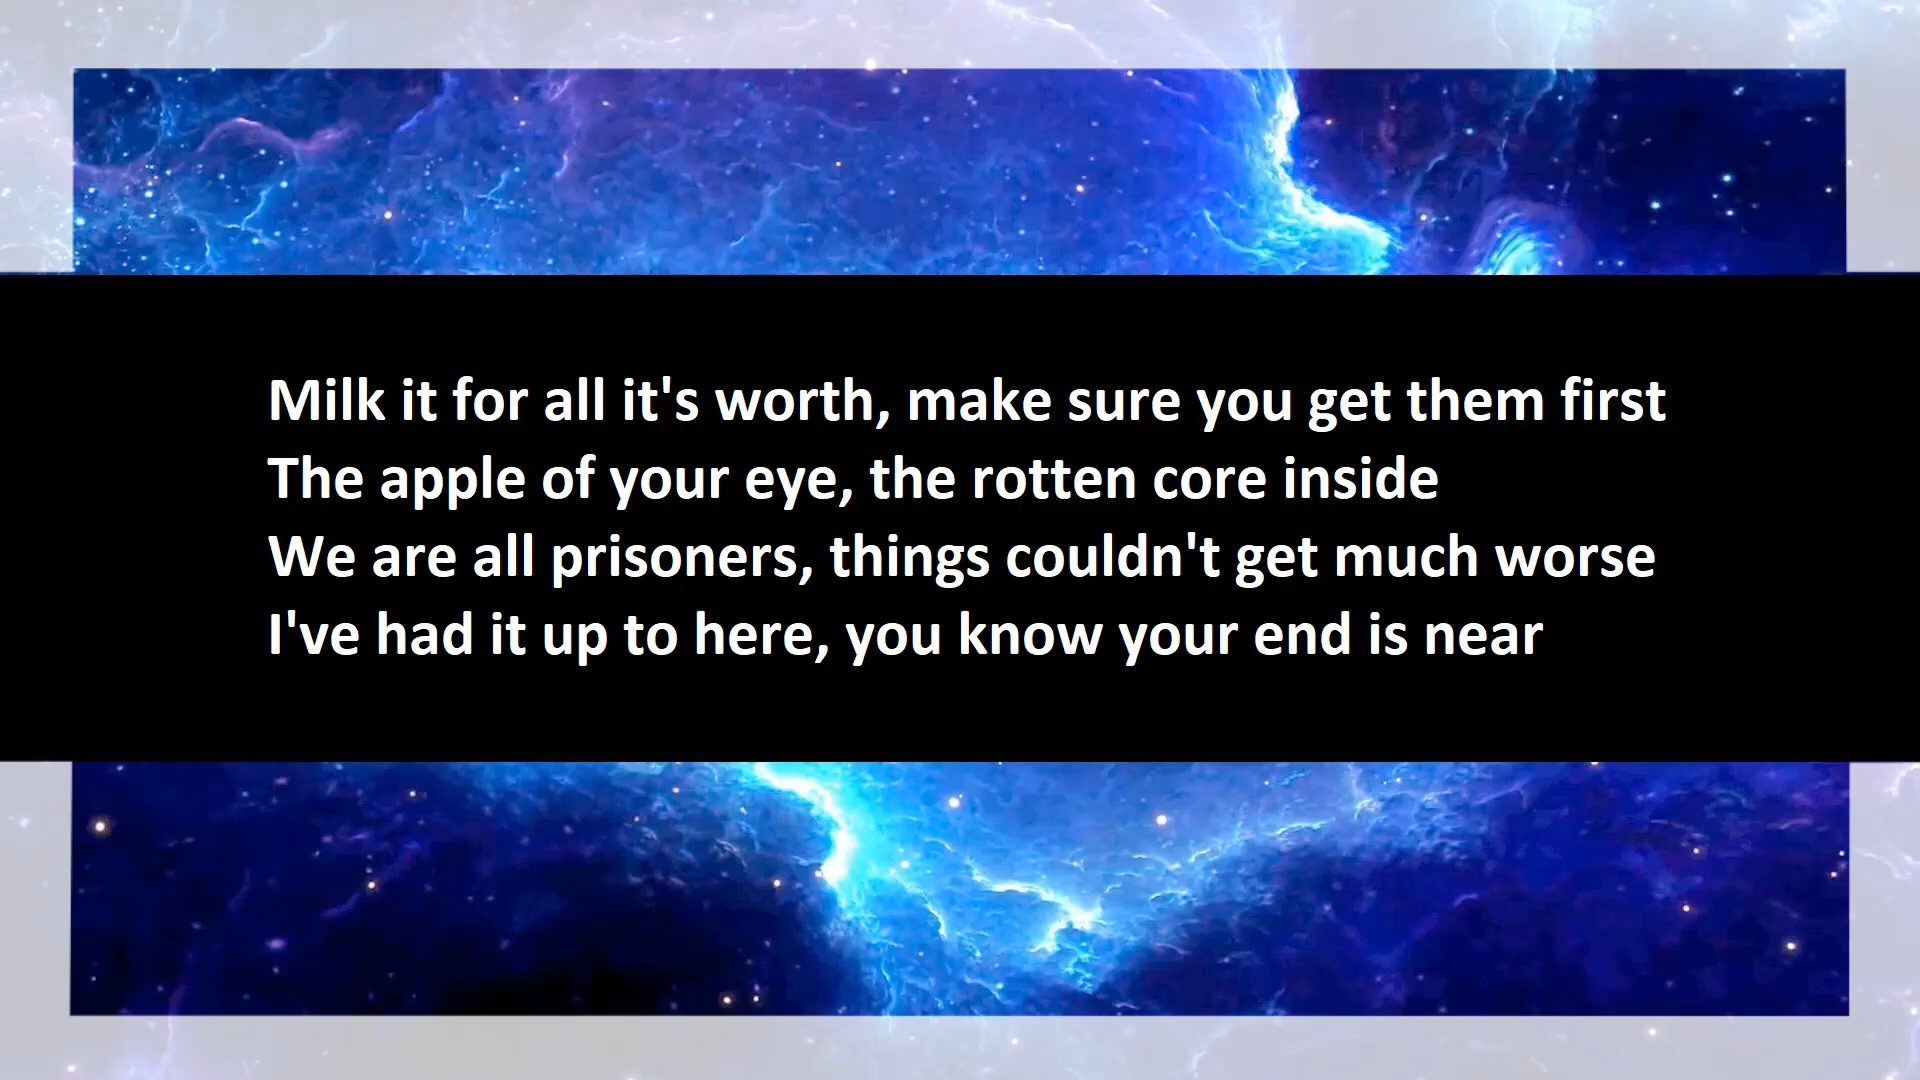 Milk it for all it's worth, make sure you get them first
The apple of your eye, the rotten core inside
We are all prisoners, things couldn't get much worse
I've had it up to here, you know your end is near